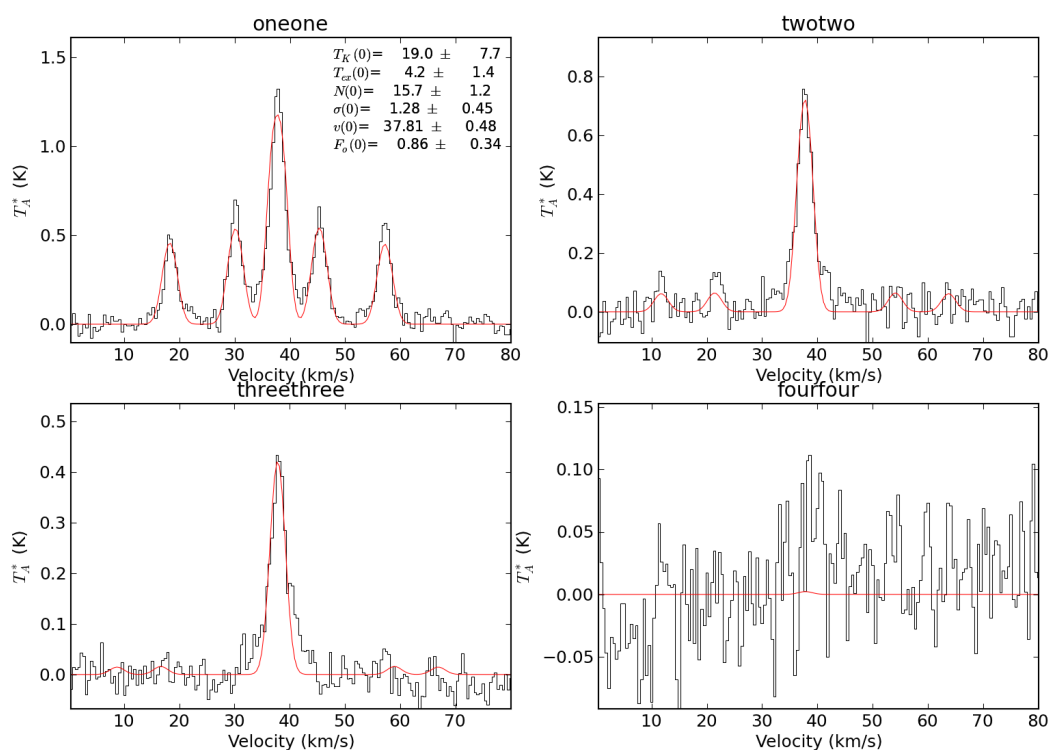 oneone
T_A^* (K)
1.5
1.0
0.5
0.0
T_K(0)= 19.0 ± 7.7
T_ex(0)= 4.2 ± 1.4
N(0)= 15.7 ± 1.2
σ(0)= 1.28 ± 0.45
v(0)= 37.81 ± 0.48
F_o(0)= 0.86 ± 0.34
10 20 30 40 50 60 70 80
Velocity (km/s)
twotwo
T_A^* (K)
0.8
0.6
0.4
0.2
0.0
10 20 30 40 50 60 70 80
Velocity (km/s)
threethree
T_A^* (K)
0.5
0.4
0.3
0.2
0.1
0.0
10 20 30 40 50 60 70
Velocity (km/s)
fourfour
T_A^* (K)
0.15
0.10
0.05
0.00
−0.05
10 20 30 40 50 60 70 80
Velocity (km/s)